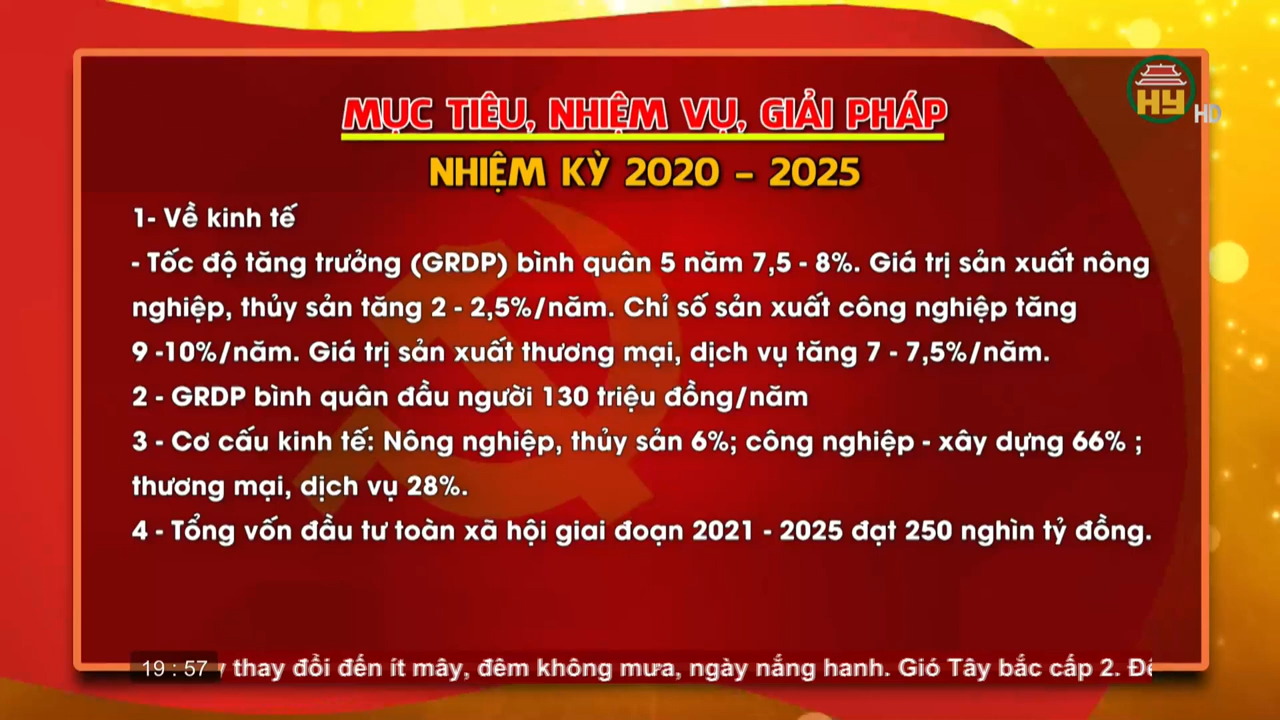 MỤC TIÊU, NHIỆM VỤ, GIẢI PHÁP
HY HD
NHIỆM KỲ 2020 – 2025
1- Về kinh tế
- Tốc độ tăng trưởng (GRDP) bình quân 5 năm 7,5 - 8%. Giá trị sản xuất nông
nghiệp, thủy sản tăng 2 - 2,5%/năm. Chỉ số sản xuất công nghiệp tăng
9 -10%/năm. Giá trị sản xuất thương mại, dịch vụ tăng 7 - 7,5%/năm.
2 - GRDP bình quân đầu người 130 triệu đồng/năm
3 - Cơ cấu kinh tế: Nông nghiệp, thủy sản 6%; công nghiệp - xây dựng 66% ;
thương mại, dịch vụ 28%.
4 - Tổng vốn đầu tư toàn xã hội giai đoạn 2021 - 2025 đạt 250 nghìn tỷ đồng.
19 : 57 thay đổi đến ít mây, đêm không mưa, ngày nắng hanh. Gió Tây bắc cấp 2.